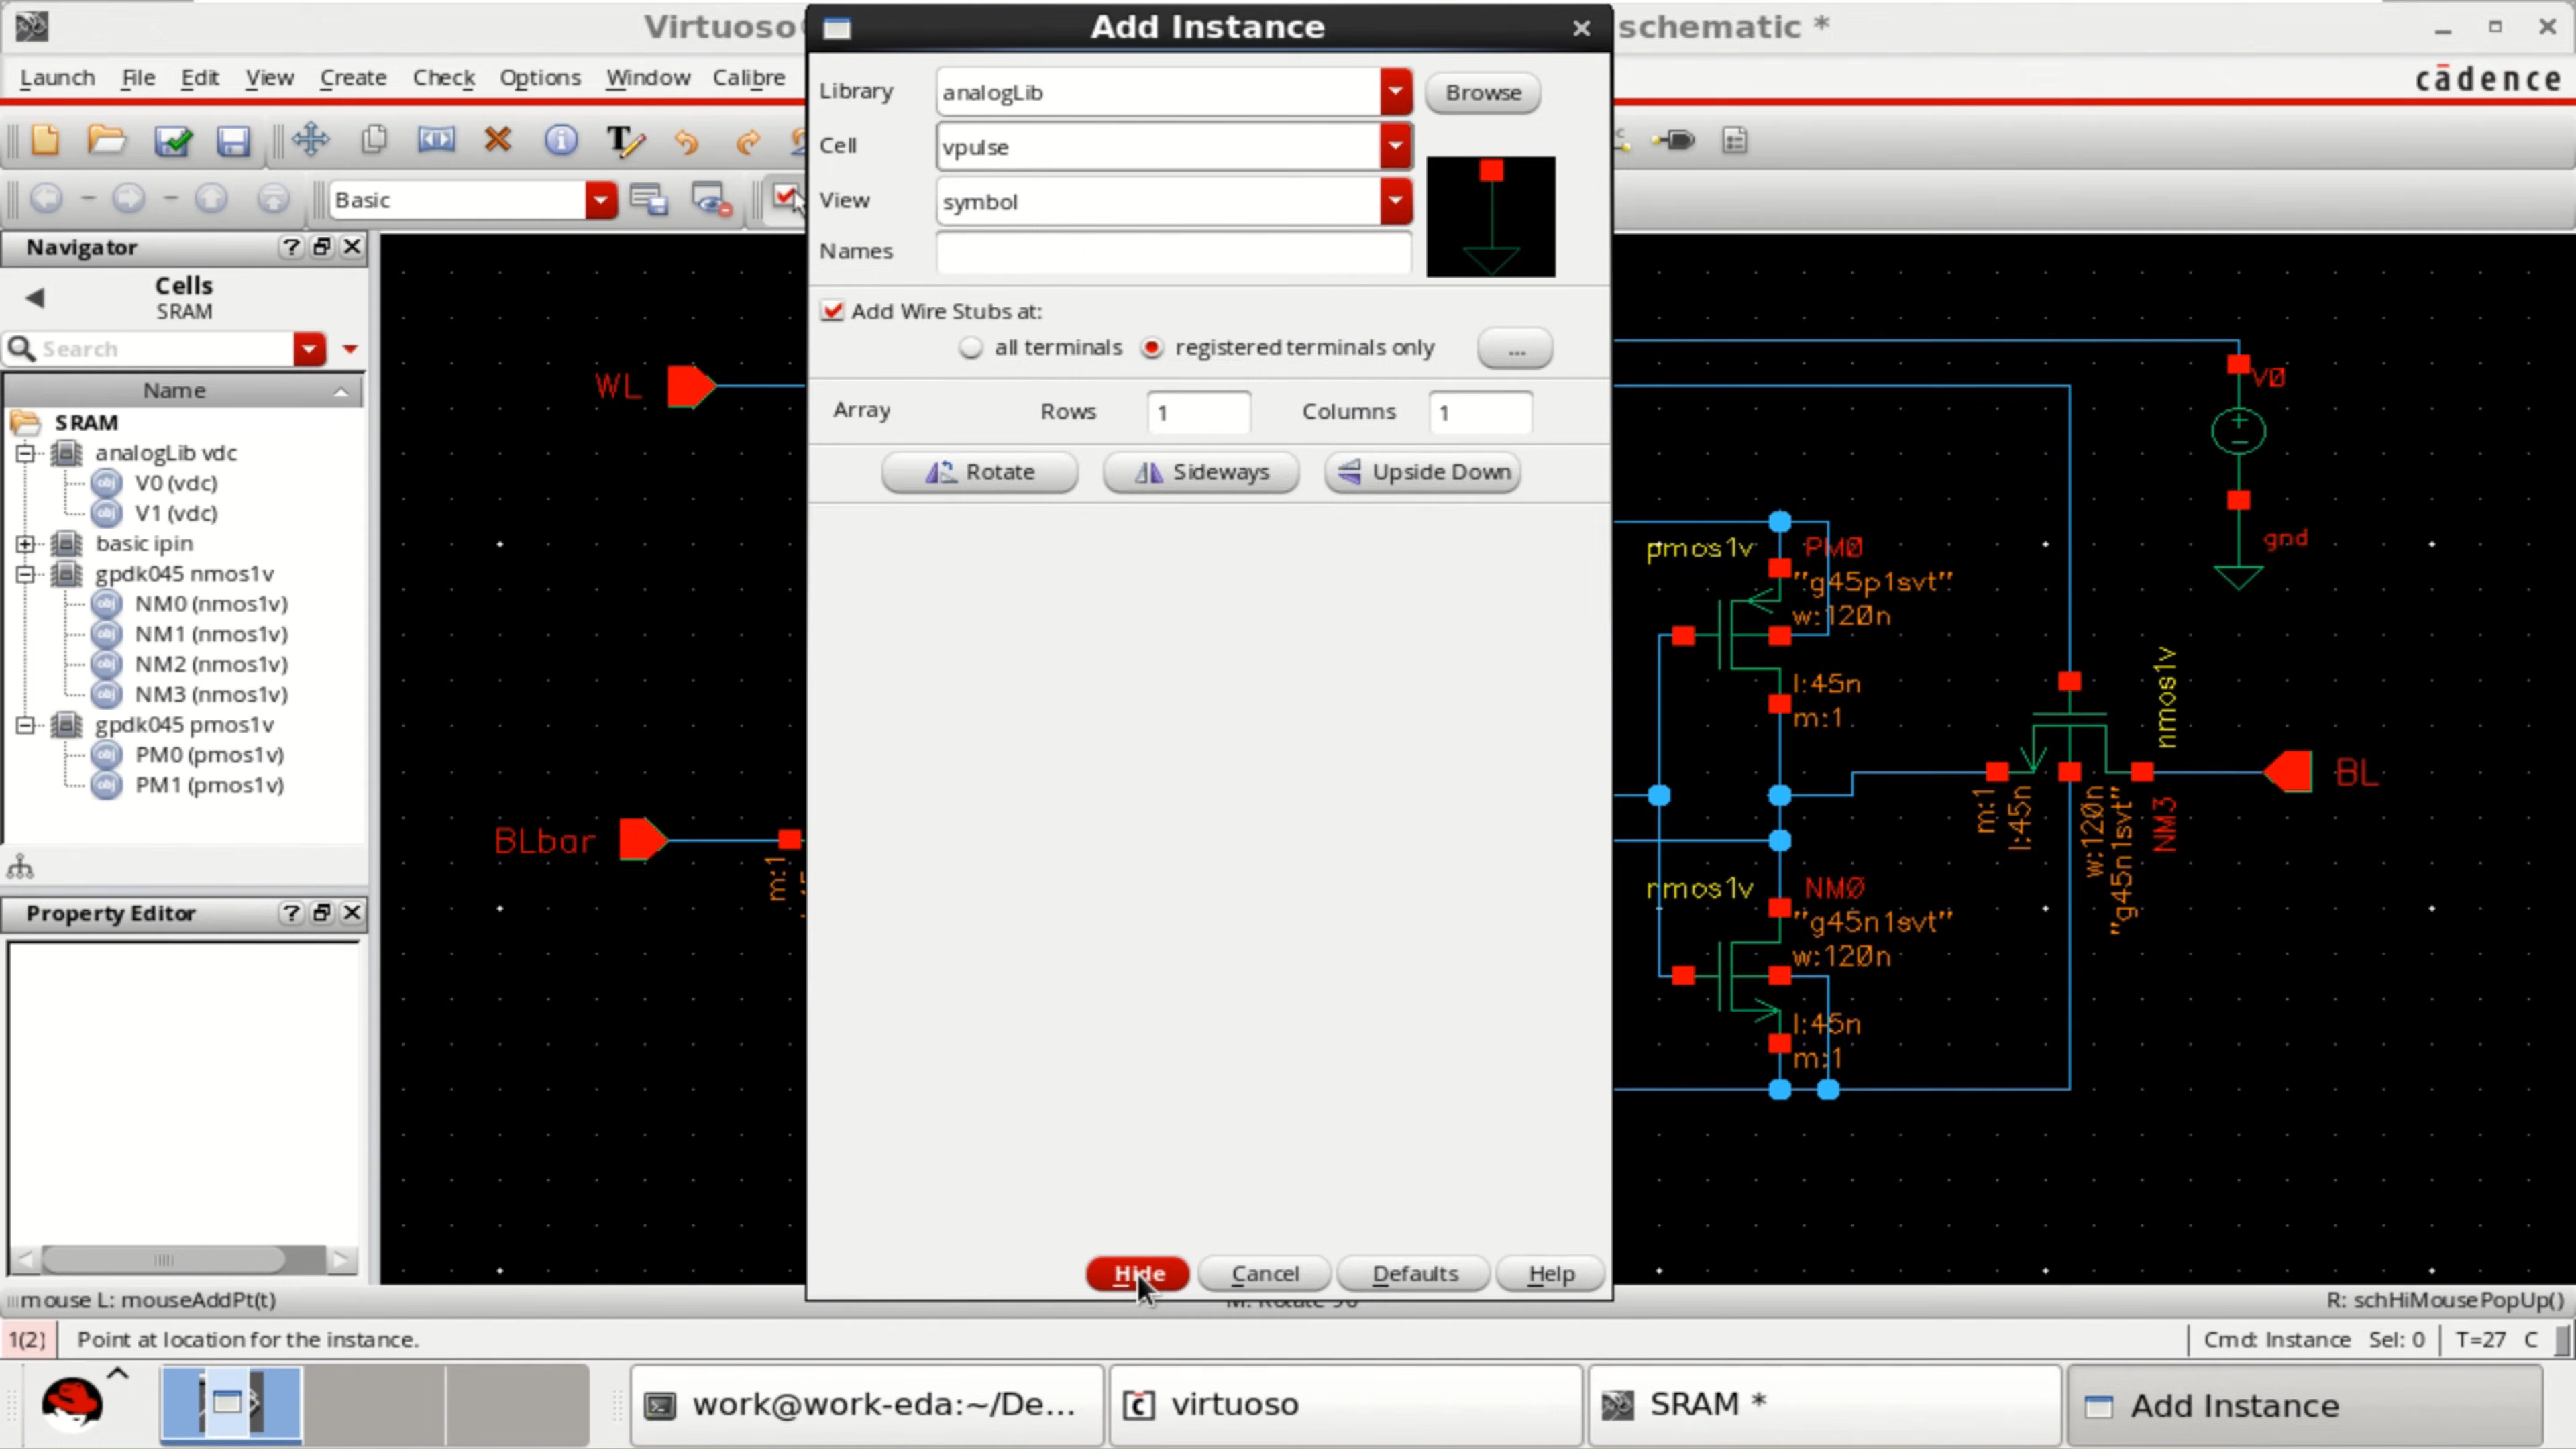 Virtuoso
Add Instance
schematic *
Launch File Edit View Create Check Options Window Calibre
cādence
Library analogLib Browse
Cell vpulse
Basic
View symbol
Names
Navigator
Cells
SRAM
Search
Name
SRAM
analogLib vdc
V0 (vdc)
V1 (vdc)
basic ipin
gpdk045 nmos1v
NM0 (nmos1v)
NM1 (nmos1v)
NM2 (nmos1v)
NM3 (nmos1v)
gpdk045 pmos1v
PM0 (pmos1v)
PM1 (pmos1v)
Property Editor
Add Wire Stubs at:
all terminals registered terminals only ...
Array Rows 1 Columns 1
Rotate Sideways Upside Down
Hide Cancel Defaults Help
WL
BLbar
m:1
V0
gnd
pmos1v PM0
"g45p1svt"
w:120n
l:45n
m:1
nmos1v NM0
"g45n1svt"
w:120n
l:45n
m:1
nmos1v
NM3
m:1
l:45n
w:120n
"g45n1svt"
BL
mouse L: mouseAddPt(t)
R: schHiMousePopUp()
1(2) Point at location for the instance.
Cmd: Instance Sel: 0 T=27 C
work@work-eda:~/De...
virtuoso
SRAM *
Add Instance